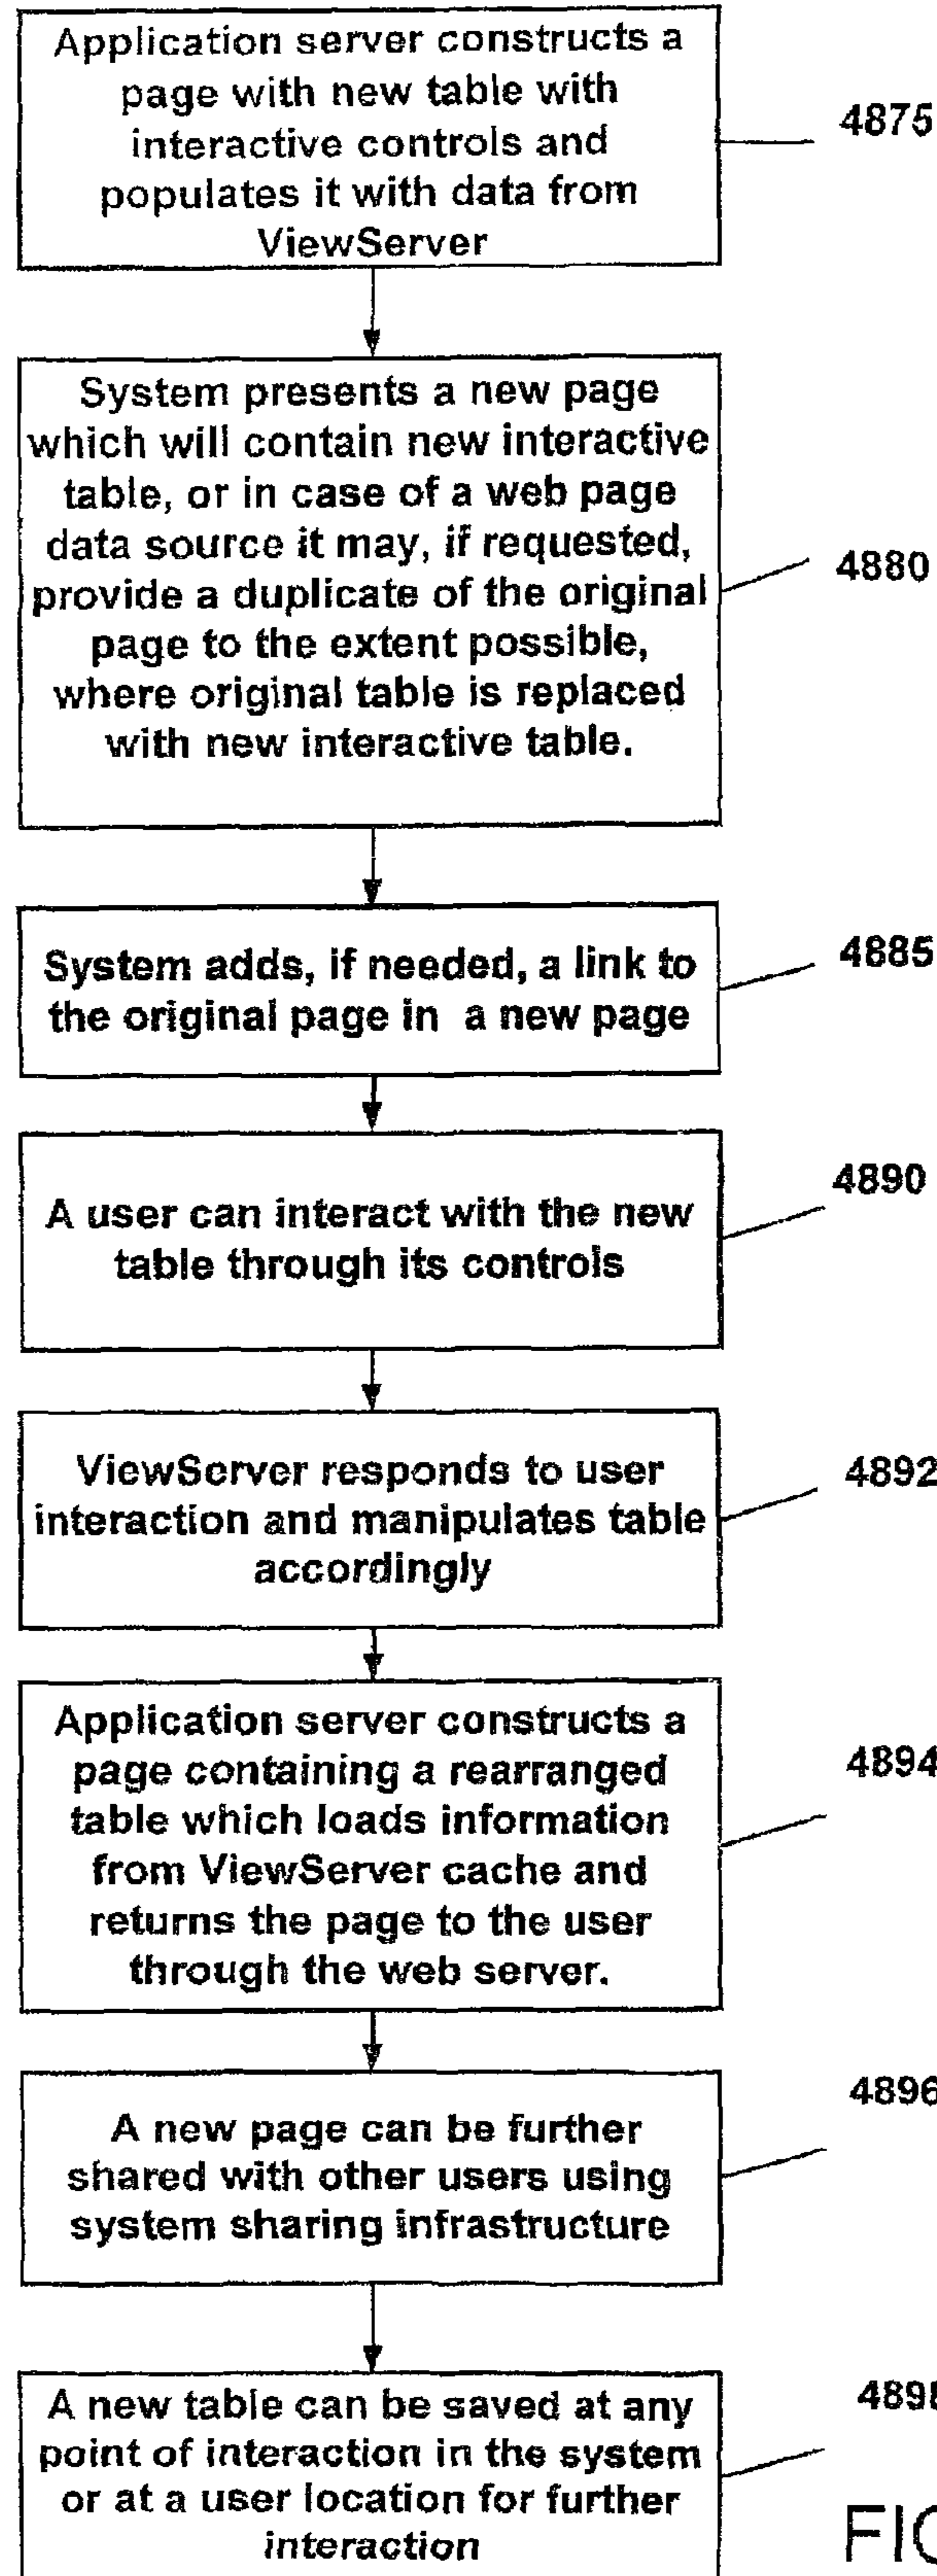 Application server constructs a
page with new table with
interactive controls and
populates it with data from
ViewServer
4875
System presents a new page
which will contain new interactive
table, or in case of a web page
data source it may, if requested,
provide a duplicate of the original
page to the extent possible,
where original table is replaced
with new interactive table.
4880
System adds, if needed, a link to
the original page in a new page
4885
A user can interact with the new
table through its controls
4890
ViewServer responds to user
interaction and manipulates table
accordingly
4892
Application server constructs a
page containing a rearranged
table which loads information
from ViewServer cache and
returns the page to the user
through the web server.
4894
A new page can be further
shared with other users using
system sharing infrastructure
4896
A new table can be saved at any
point of interaction in the system
or at a user location for further
interaction
4898